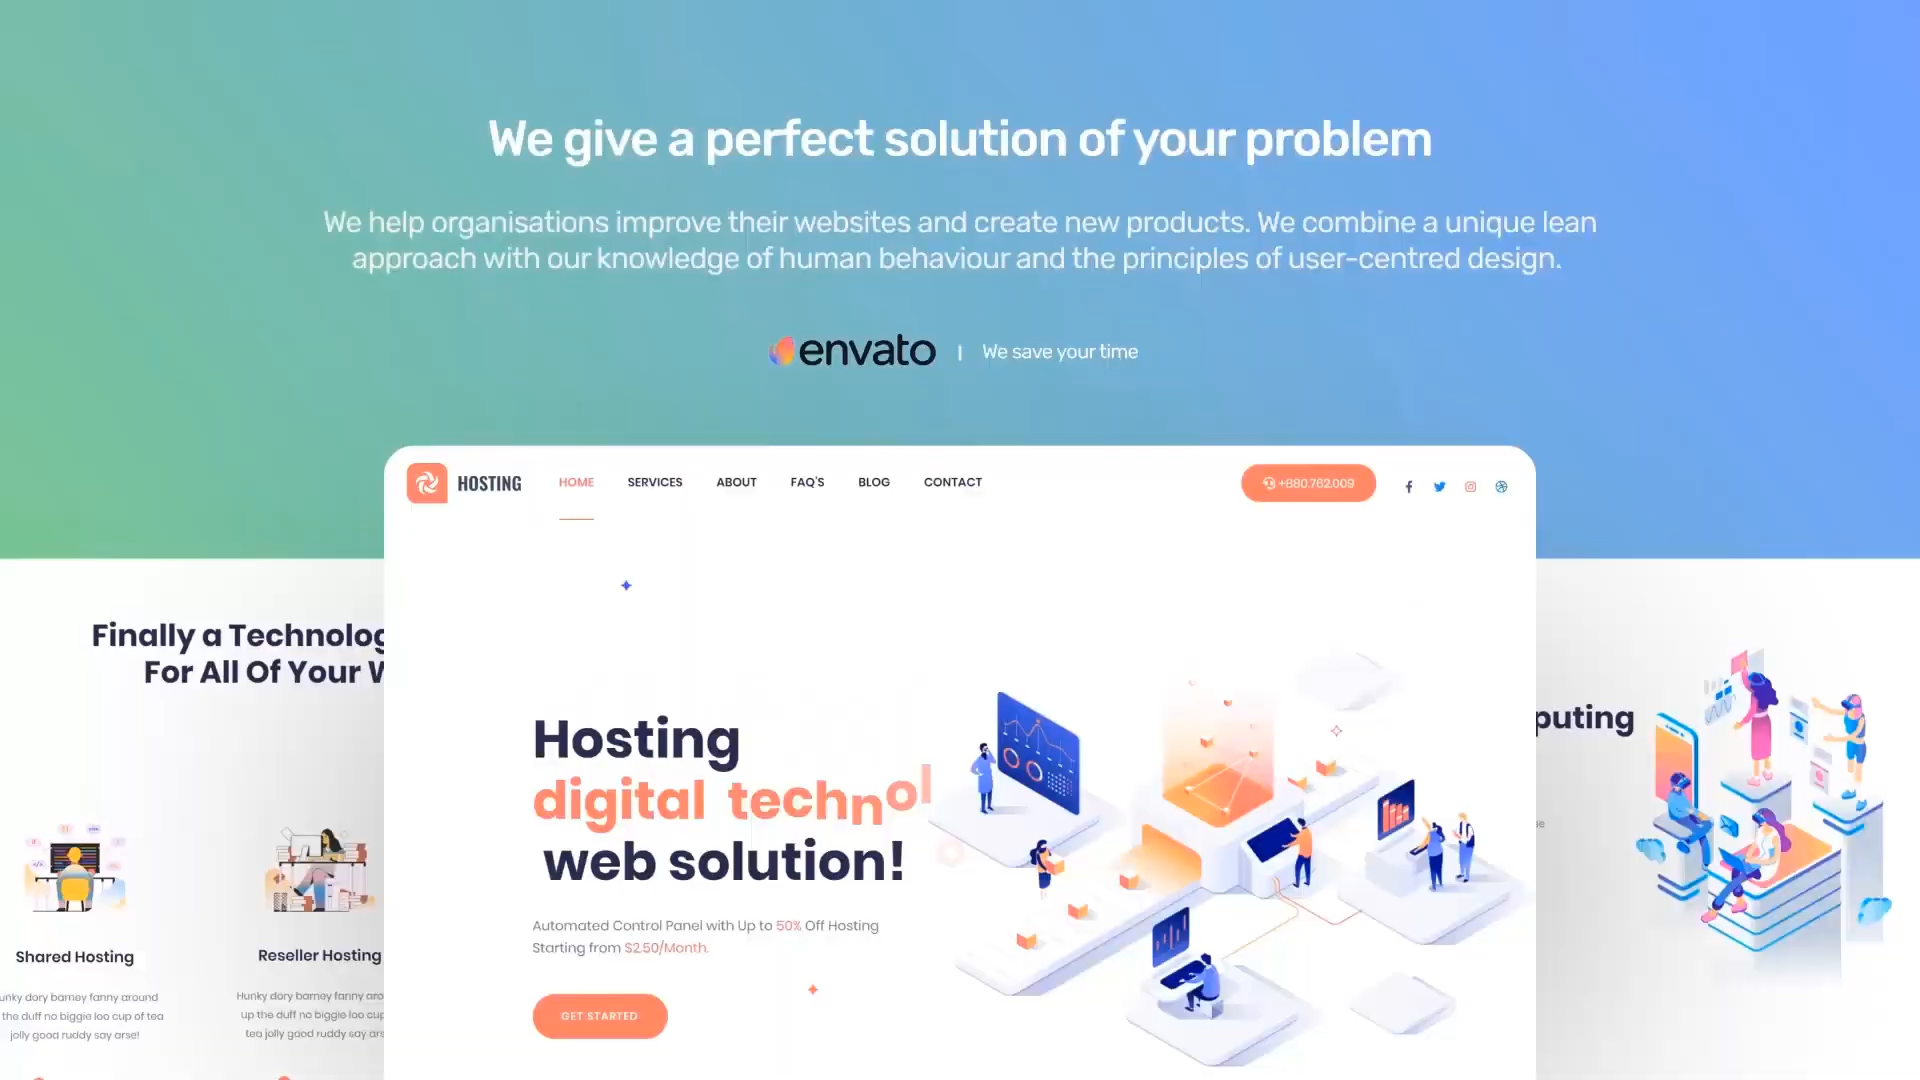 We give a perfect solution of your problem
We help organisations improve their websites and create new products. We combine a unique lean
approach with our knowledge of human behaviour and the principles of user-centred design.
envato | We save your time
HOSTING HOME SERVICES ABOUT FAQ'S BLOG CONTACT +880.762.009
Finally a Technolog
For All Of Your W
Shared Hosting
unky dory barney fanny around
the duff no biggie loo cup of tea
jolly good ruddy say arse!
Reseller Hosting
Hunky dory barney fanny aro
up the duff no biggie loo cup
tea jolly good ruddy say ars
Hosting
digital technol
web solution!
Automated Control Panel with Up to 50% Off Hosting
Starting from $2.50/Month.
GET STARTED
puting